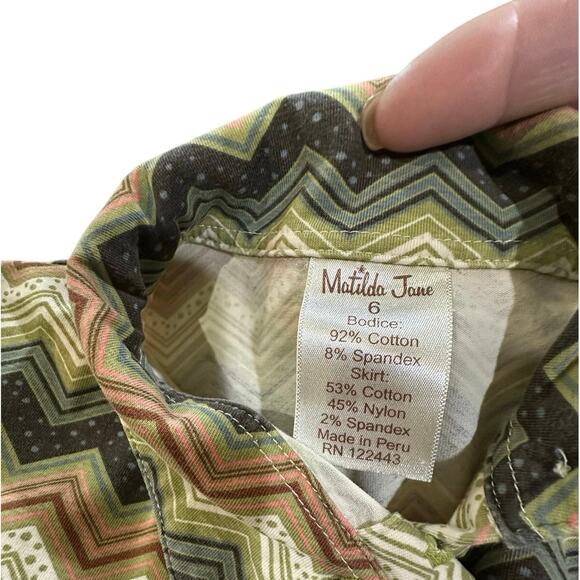 Matilda Jane
6
Bodice:
92% Cotton
8% Spandex
Skirt:
53% Cotton
45% Nylon
2% Spandex
Made in Peru
RN 122443